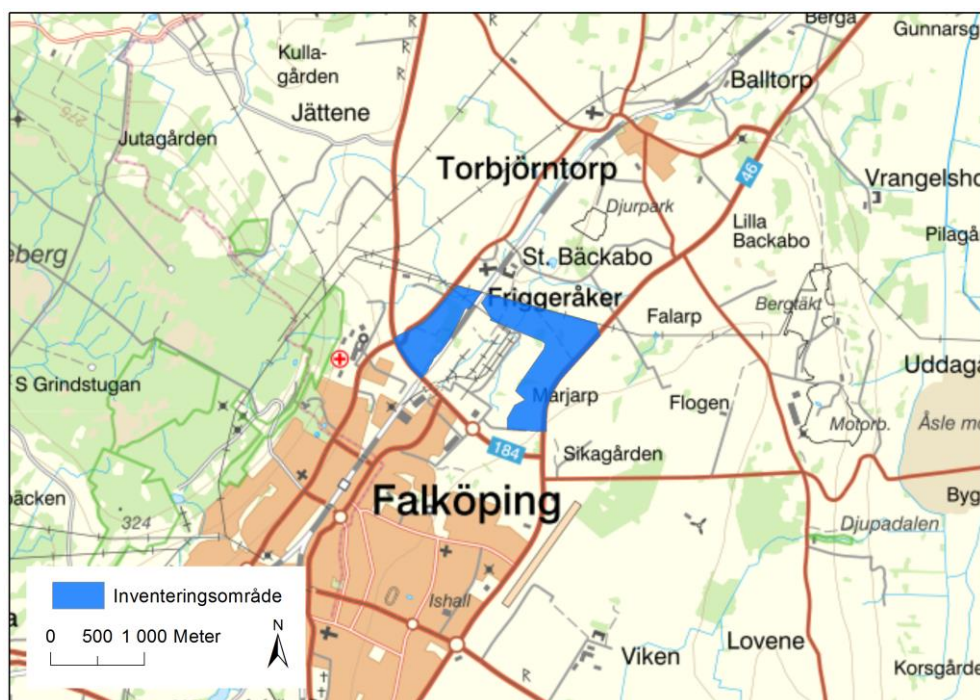 Berga
Gunnarsg
Kulla-
gården
Balltorp
Jättene
275
Jutagården
Torbjörntorp
46
Vrangelsho
Djurpark
Lilla
Backabo
Pilagå
eberg
St. Bäckabo
Friggeråker
Bergtäkt
Falarp
S Grindstugan
Uddaga
Marjarp
Flogen
Motorb.
Åsle mo
184
Sikagården
Falköping
bäcken
Byg
324
Djupadalen
Inventeringsområde
Ishall
0 500 1 000 Meter
N
Viken
Lovene
Korsgårde
a